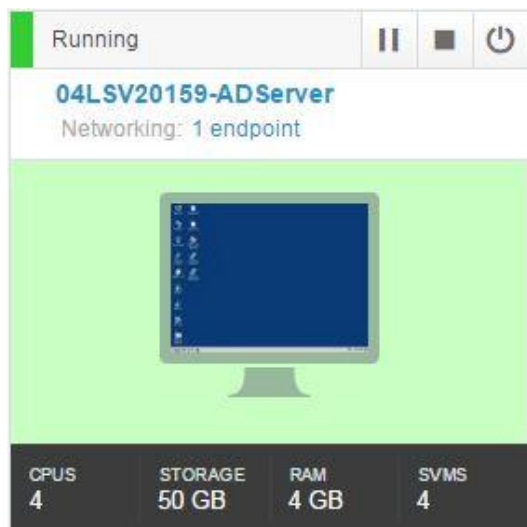 Running
04LSV20159-ADServer
Networking: 1 endpoint
CPUS STORAGE RAM SVMS
4 50 GB 4 GB 4